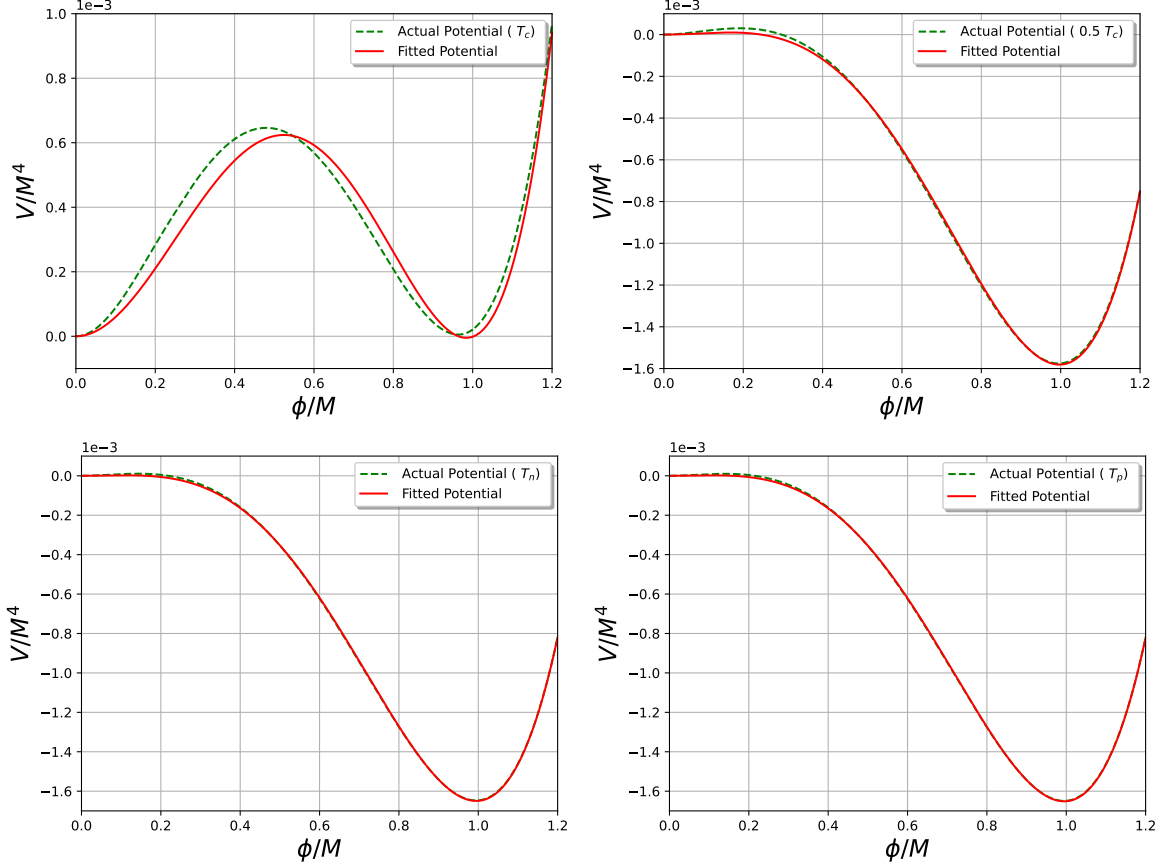 1e−3
1.0
0.8
0.6
0.4
0.2
0.0
V/M⁴
Actual Potential ( T_c)
Fitted Potential
0.0 0.2 0.4 0.6 0.8 1.0 1.2
ϕ/M
1e−3
0.0
−0.2
−0.4
−0.6
−0.8
−1.0
−1.2
−1.4
−1.6
V/M⁴
Actual Potential ( 0.5 T_c)
Fitted Potential
0.0 0.2 0.4 0.6 0.8 1.0 1.2
ϕ/M
1e−3
0.0
−0.2
−0.4
−0.6
−0.8
−1.0
−1.2
−1.4
−1.6
V/M⁴
Actual Potential ( T_n)
Fitted Potential
0.0 0.2 0.4 0.6 0.8 1.0 1.2
ϕ/M
1e−3
0.0
−0.2
−0.4
−0.6
−0.8
−1.0
−1.2
−1.4
−1.6
V/M⁴
Actual Potential ( T_p)
Fitted Potential
0.0 0.2 0.4 0.6 0.8 1.0 1.2
ϕ/M